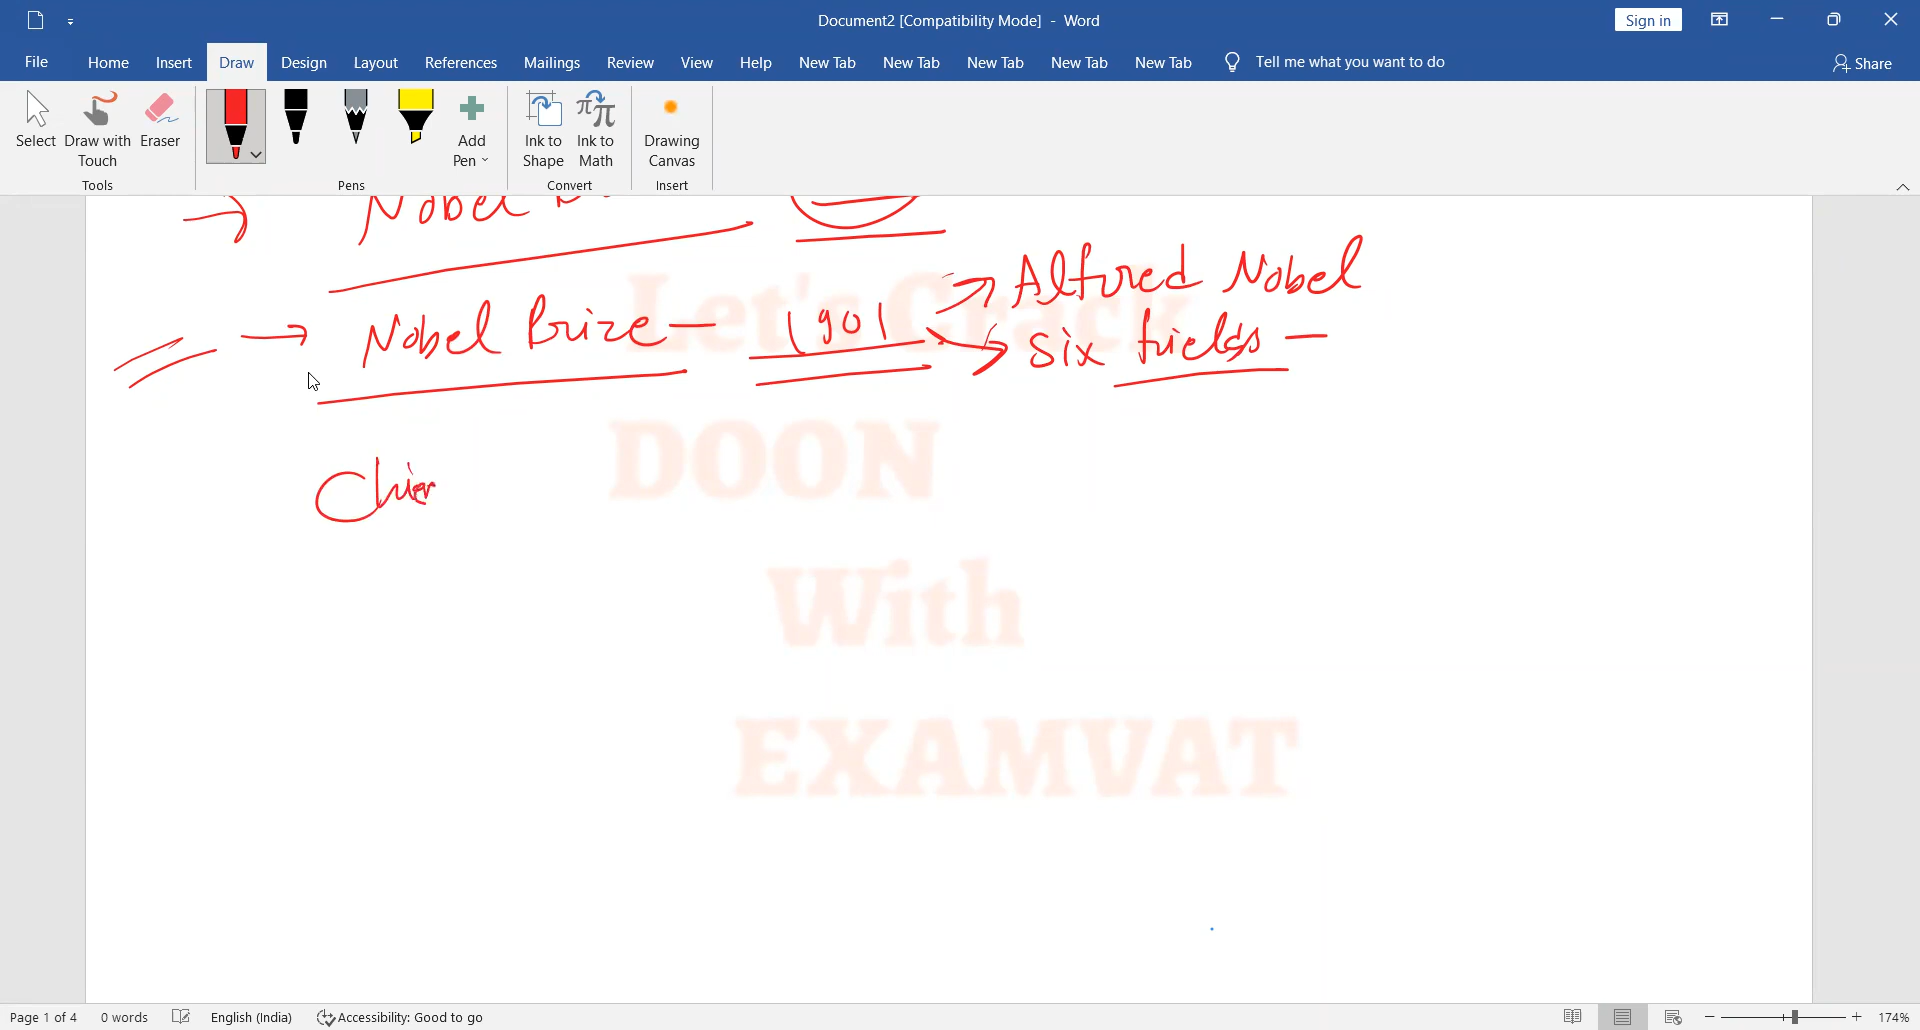 Document2 [Compatibility Mode] - Word
Sign in
File Home Insert Draw Design Layout References Mailings Review View Help New Tab New Tab New Tab New Tab New Tab Tell me what you want to do Share
Select Draw with Touch Eraser Add Pen Ink to Shape Ink to Math Drawing Canvas
Tools Pens Convert Insert
→ Nobel
→ Nobel Prize — 1901 → Alfred Nobel
→ Six fields —
Let's Crack
DOON
With
EXAMVAT
Page 1 of 4 0 words English (India) Accessibility: Good to go 174%